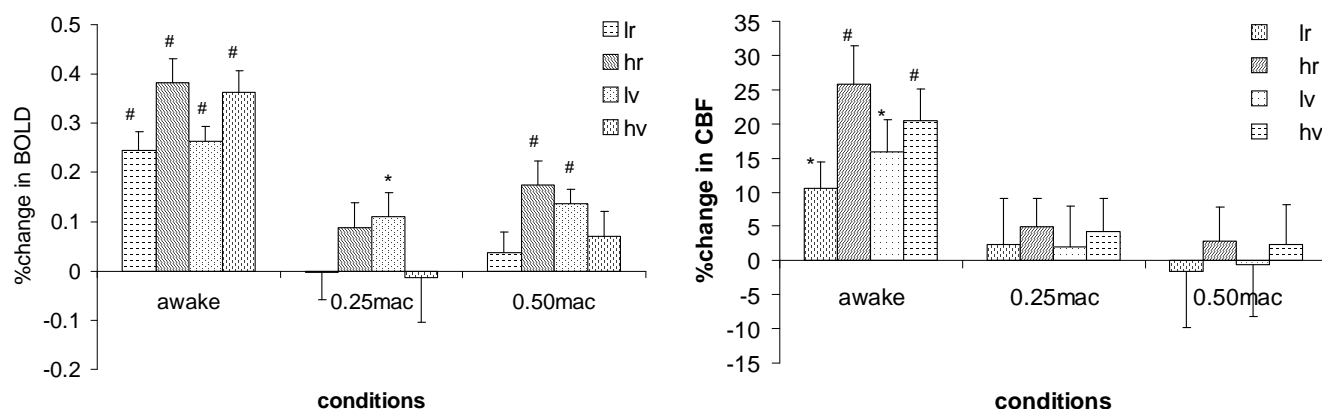 %change in BOLD
0.5
0.4
0.3
0.2
0.1
0
-0.1
-0.2
#
#
#
#
*
#
#
awake
0.25mac
0.50mac
conditions
lr
hr
lv
hv
%change in CBF
35
30
25
20
15
10
5
0
-5
-10
-15
*
#
*
#
awake
0.25mac
0.50mac
conditions
lr
hr
lv
hv